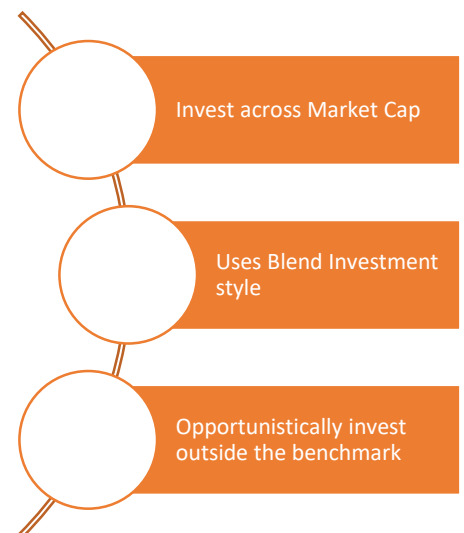 Invest across Market Cap
Uses Blend Investment
style
Opportunistically invest
outside the benchmark